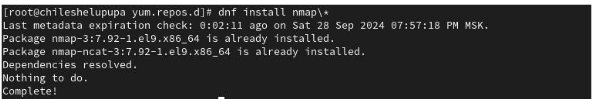 [root@chileshelupupa yum.repos.d]# dnf install nmap\*
Last metadata expiration check: 0:02:11 ago on Sat 28 Sep 2024 07:57:18 PM MSK.
Package nmap-3:7.92-1.el9.x86_64 is already installed.
Package nmap-ncat-3:7.92-1.el9.x86_64 is already installed.
Dependencies resolved.
Nothing to do.
Complete!